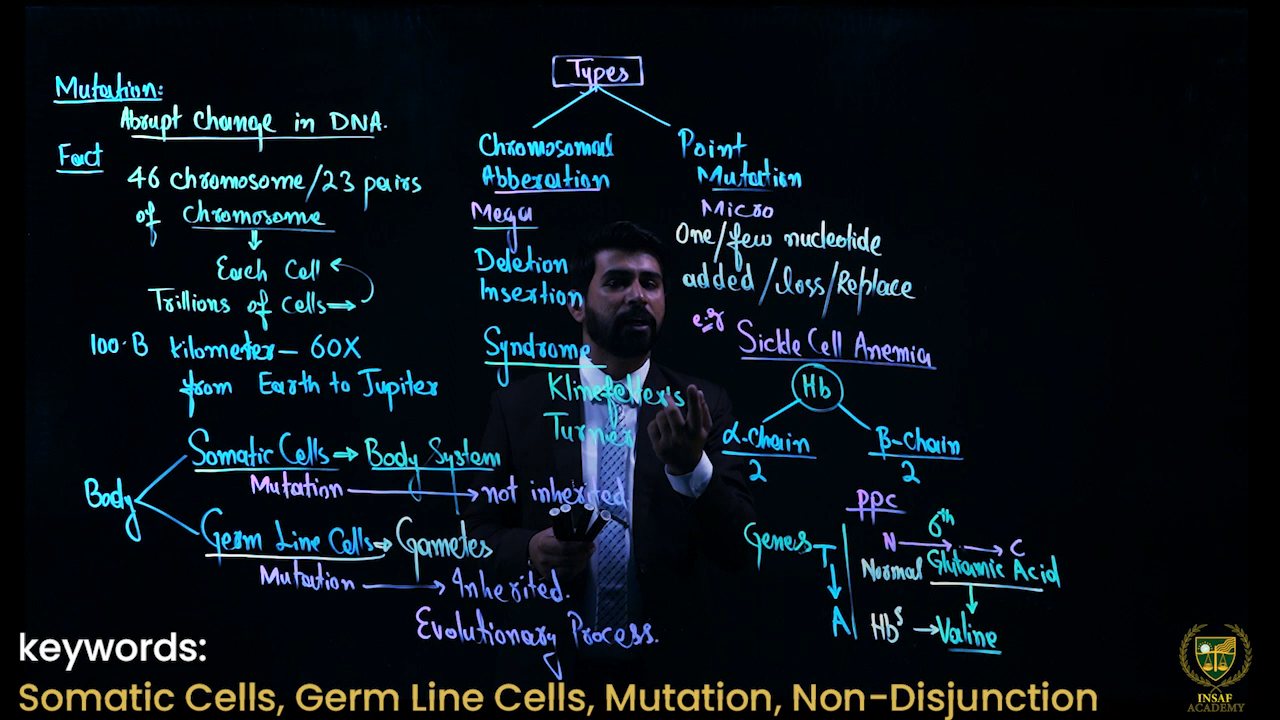 Mutation:
Abrupt change in DNA.
Fact
46 chromosome/23 pairs
of chromosome
Each Cell
Trillions of cells
100.B kilometer – 60X
from Earth to Jupiter
Body
Somatic Cells ⇒ Body System
Mutation → not inherited
Germ Line Cells ⇒ Gametes
Mutation → Inherited.
Evolutionary Process.
Types
Chromosomal
Abberation
Mega
Deletion
Insertion
Syndrome
Klinefelter's
Turner
Point
Mutation
Micro
One/few nucleotide
added/loss/Replace
e.g Sickle Cell Anemia
Hb
α-chain
2
β-chain
2
PPC
Genes T
A
6th
N → → C
Normal Glutamic Acid
HbS → Valine
keywords:
Somatic Cells, Germ Line Cells, Mutation, Non-Disjunction
INSAF
ACADEMY